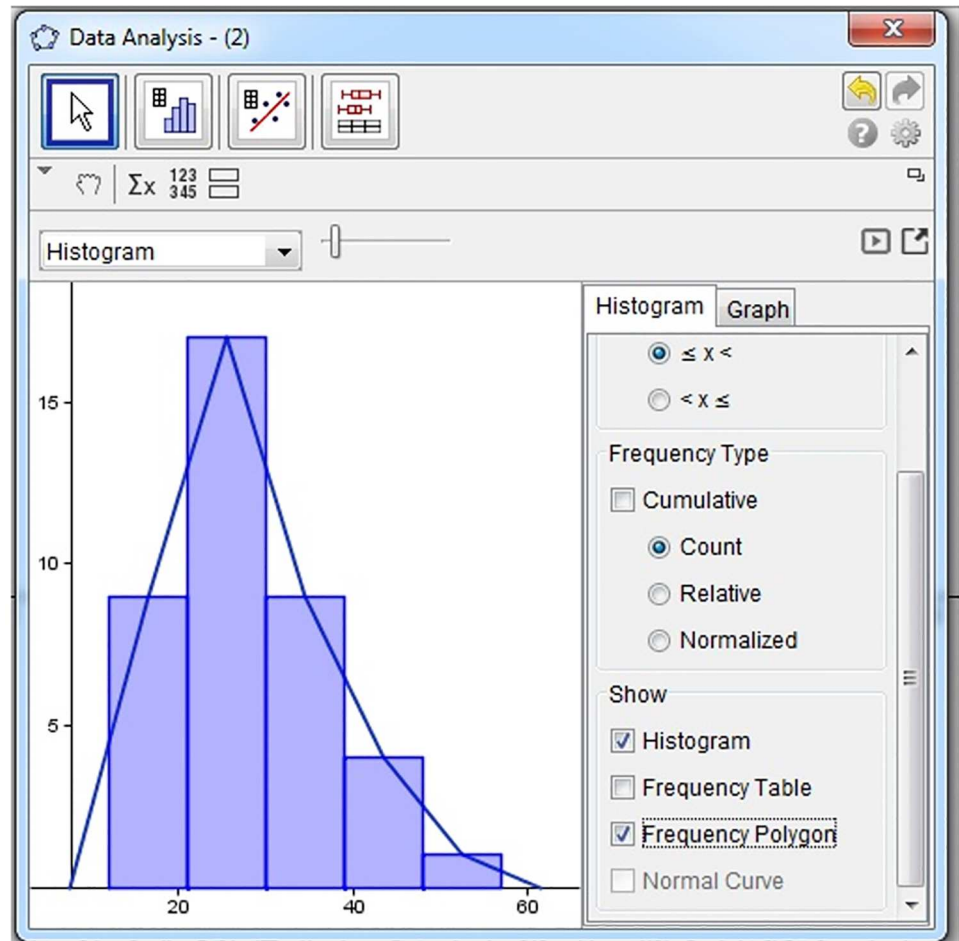 Data Analysis - (2)
Σx 123
345
Histogram
Histogram Graph
≤ x <
< x ≤
Frequency Type
Cumulative
Count
Relative
Normalized
Show
Histogram
Frequency Table
Frequency Polygon
Normal Curve
15
10
5
20 40 60